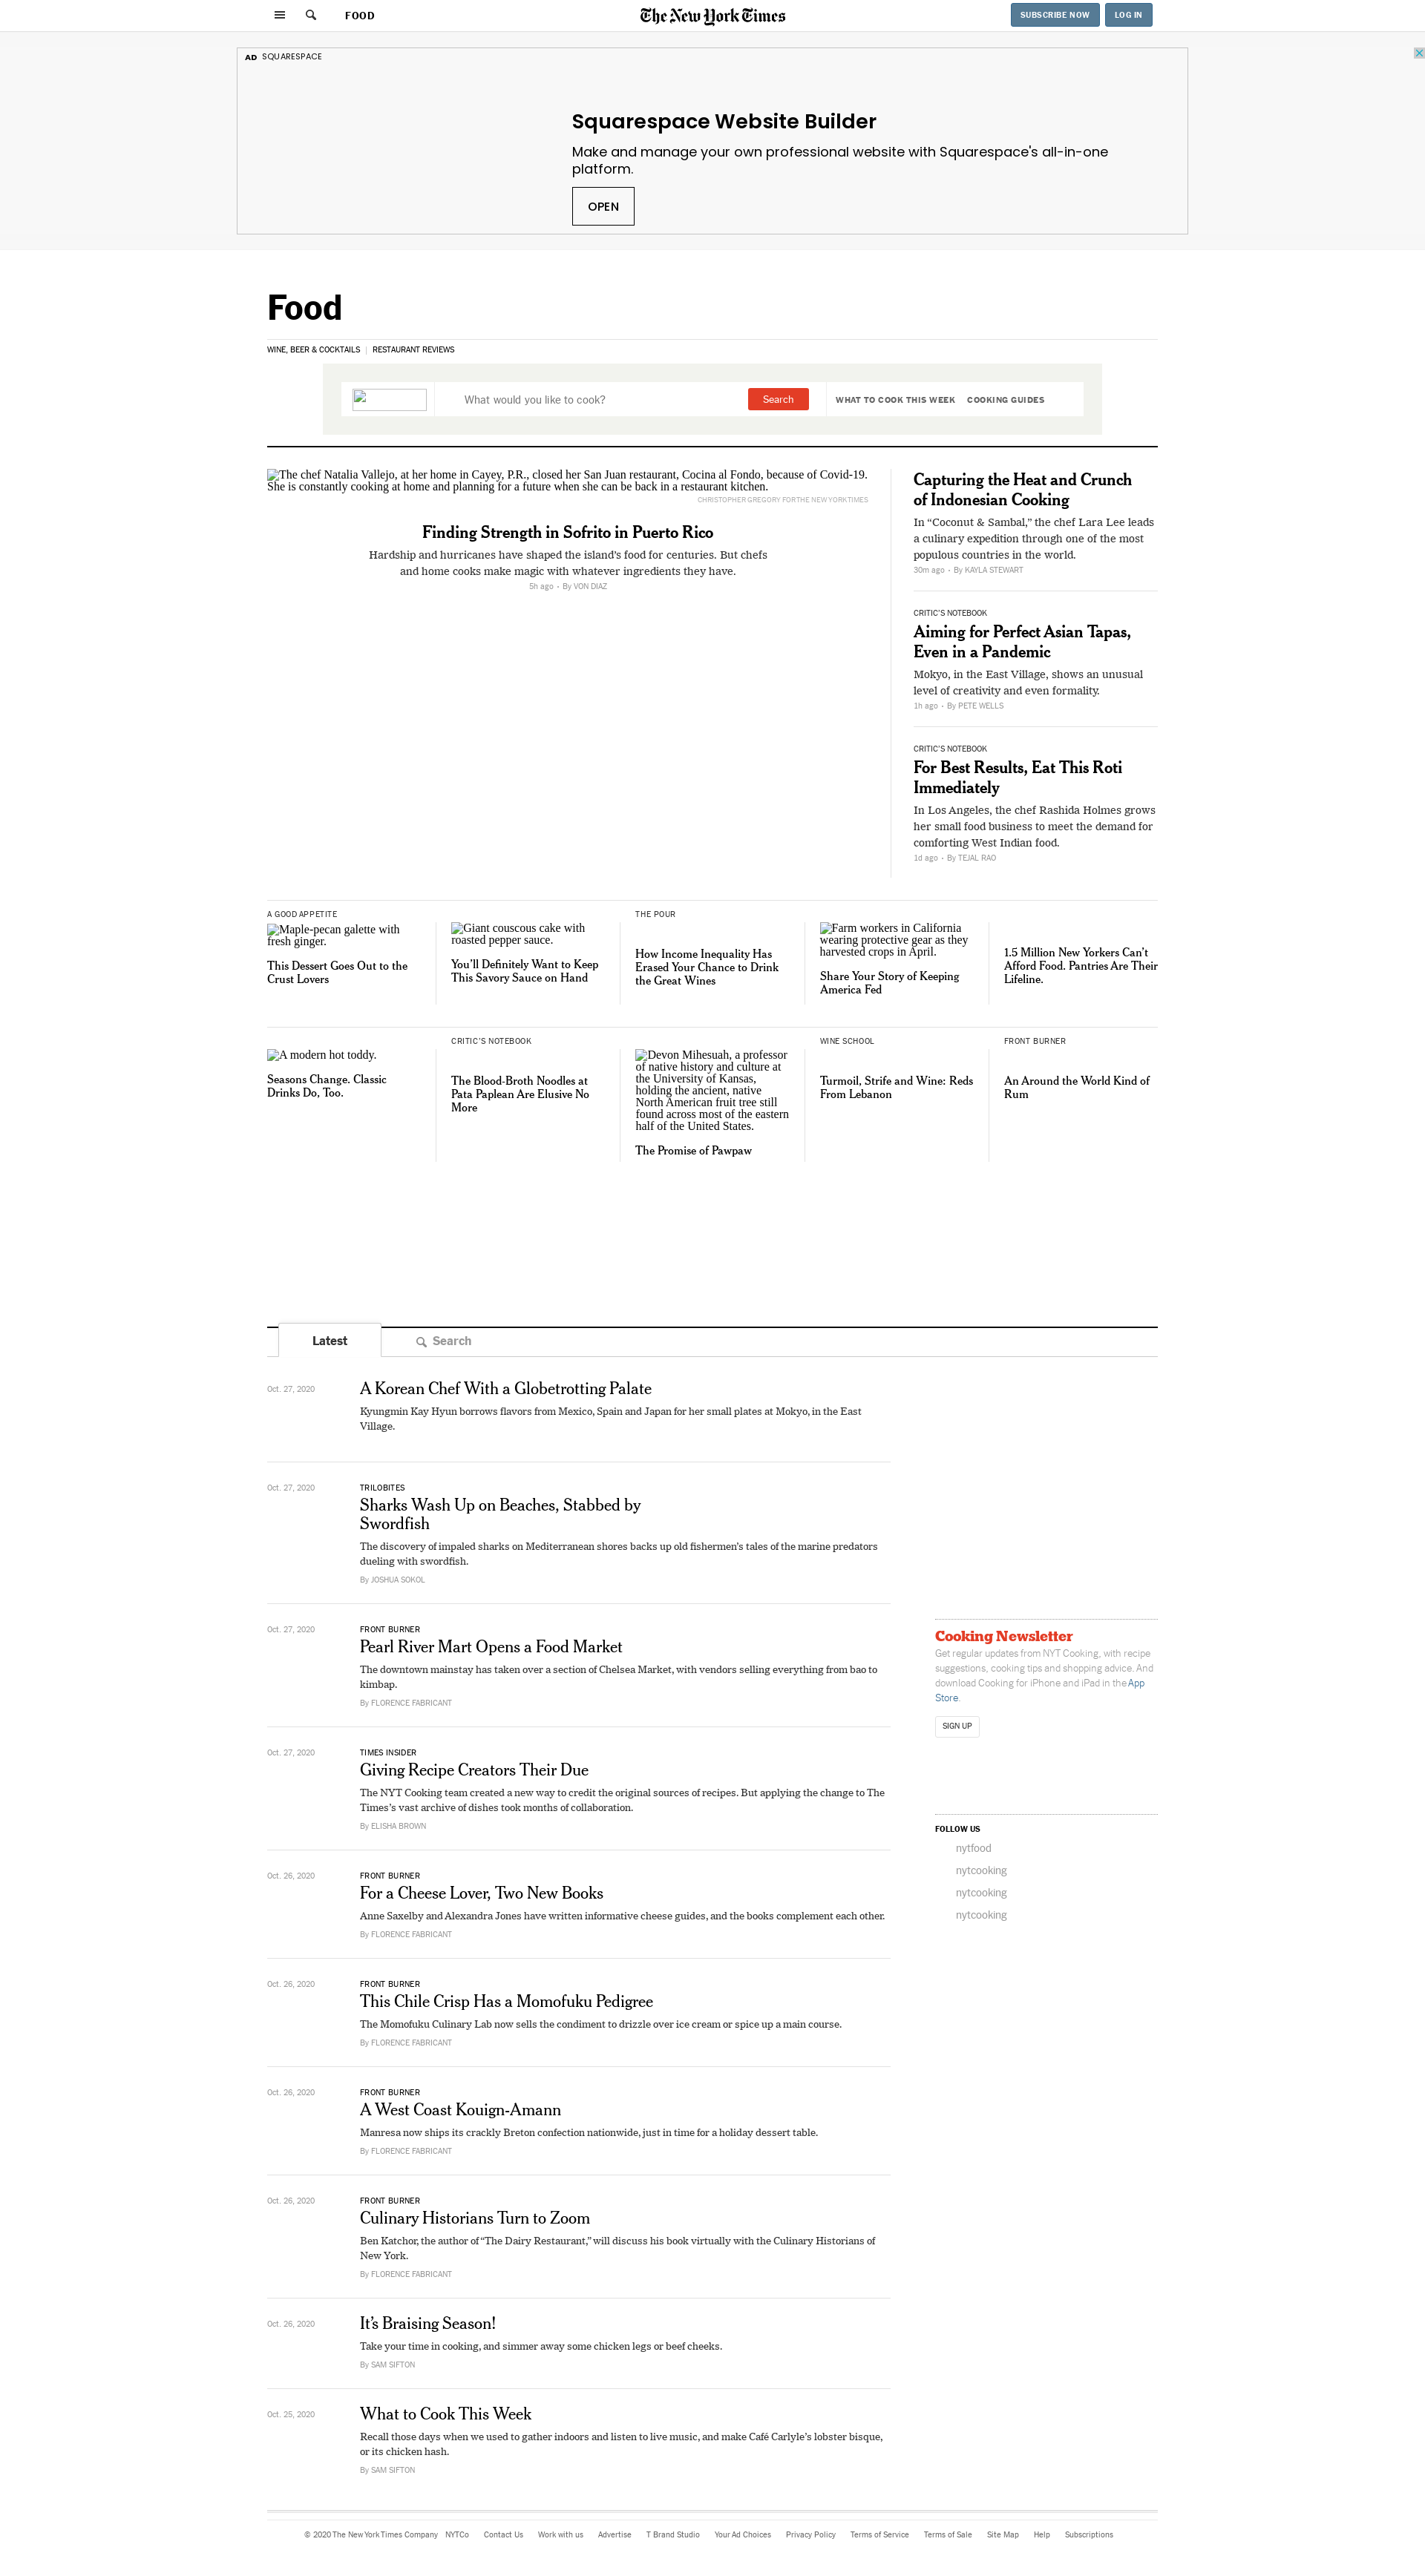 FOOD
The New York Times
SUBSCRIBE NOW
LOG IN
AD SQUARESPACE
Squarespace Website Builder
Make and manage your own professional website with Squarespace's all-in-one
platform.
OPEN
Food
WINE, BEER & COCKTAILS | RESTAURANT REVIEWS
What would you like to cook?
Search
WHAT TO COOK THIS WEEK
COOKING GUIDES
The chef Natalia Vallejo, at her home in Cayey, P.R., closed her San Juan restaurant, Cocina al Fondo, because of Covid-19.
She is constantly cooking at home and planning for a future when she can be back in a restaurant kitchen.
CHRISTOPHER GREGORY FOR THE NEW YORK TIMES
Finding Strength in Sofrito in Puerto Rico
Hardship and hurricanes have shaped the island's food for centuries. But chefs
and home cooks make magic with whatever ingredients they have.
5h ago • By VON DIAZ
Capturing the Heat and Crunch
of Indonesian Cooking
In “Coconut & Sambal,” the chef Lara Lee leads
a culinary expedition through one of the most
populous countries in the world.
30m ago • By KAYLA STEWART
CRITIC'S NOTEBOOK
Aiming for Perfect Asian Tapas,
Even in a Pandemic
Mokyo, in the East Village, shows an unusual
level of creativity and even formality.
1h ago • By PETE WELLS
CRITIC'S NOTEBOOK
For Best Results, Eat This Roti
Immediately
In Los Angeles, the chef Rashida Holmes grows
her small food business to meet the demand for
comforting West Indian food.
1d ago • By TEJAL RAO
A GOOD APPETITE
Maple-pecan galette with
fresh ginger.
This Dessert Goes Out to the
Crust Lovers
Giant couscous cake with
roasted pepper sauce.
You’ll Definitely Want to Keep
This Savory Sauce on Hand
THE POUR
How Income Inequality Has
Erased Your Chance to Drink
the Great Wines
Farm workers in California
wearing protective gear as they
harvested crops in April.
Share Your Story of Keeping
America Fed
1.5 Million New Yorkers Can’t
Afford Food. Pantries Are Their
Lifeline.
A modern hot toddy.
Seasons Change. Classic
Drinks Do, Too.
CRITIC'S NOTEBOOK
The Blood-Broth Noodles at
Pata Paplean Are Elusive No
More
Devon Mihesuah, a professor
of native history and culture at
the University of Kansas,
holding the ancient, native
North American fruit tree still
found across most of the eastern
half of the United States.
The Promise of Pawpaw
WINE SCHOOL
Turmoil, Strife and Wine: Reds
From Lebanon
FRONT BURNER
An Around the World Kind of
Rum
Latest
Search
Oct. 27, 2020
A Korean Chef With a Globetrotting Palate
Kyungmin Kay Hyun borrows flavors from Mexico, Spain and Japan for her small plates at Mokyo, in the East
Village.
Oct. 27, 2020
TRILOBITES
Sharks Wash Up on Beaches, Stabbed by
Swordfish
The discovery of impaled sharks on Mediterranean shores backs up old fishermen’s tales of the marine predators
dueling with swordfish.
By JOSHUA SOKOL
Oct. 27, 2020
FRONT BURNER
Pearl River Mart Opens a Food Market
The downtown mainstay has taken over a section of Chelsea Market, with vendors selling everything from bao to
kimbap.
By FLORENCE FABRICANT
Oct. 27, 2020
TIMES INSIDER
Giving Recipe Creators Their Due
The NYT Cooking team created a new way to credit the original sources of recipes. But applying the change to The
Times’s vast archive of dishes took months of collaboration.
By ELISHA BROWN
Oct. 26, 2020
FRONT BURNER
For a Cheese Lover, Two New Books
Anne Saxelby and Alexandra Jones have written informative cheese guides, and the books complement each other.
By FLORENCE FABRICANT
Oct. 26, 2020
FRONT BURNER
This Chile Crisp Has a Momofuku Pedigree
The Momofuku Culinary Lab now sells the condiment to drizzle over ice cream or spice up a main course.
By FLORENCE FABRICANT
Oct. 26, 2020
FRONT BURNER
A West Coast Kouign-Amann
Manresa now ships its crackly Breton confection nationwide, just in time for a holiday dessert table.
By FLORENCE FABRICANT
Oct. 26, 2020
FRONT BURNER
Culinary Historians Turn to Zoom
Ben Katchor, the author of “The Dairy Restaurant,” will discuss his book virtually with the Culinary Historians of
New York.
By FLORENCE FABRICANT
Oct. 26, 2020
It’s Braising Season!
Take your time in cooking, and simmer away some chicken legs or beef cheeks.
By SAM SIFTON
Oct. 25, 2020
What to Cook This Week
Recall those days when we used to gather indoors and listen to live music, and make Café Carlyle’s lobster bisque,
or its chicken hash.
By SAM SIFTON
Cooking Newsletter
Get regular updates from NYT Cooking, with recipe
suggestions, cooking tips and shopping advice. And
download Cooking for iPhone and iPad in the App
Store.
SIGN UP
FOLLOW US
nytfood
nytcooking
nytcooking
nytcooking
© 2020 The New York Times Company NYTCo Contact Us Work with us Advertise T Brand Studio Your Ad Choices Privacy Policy Terms of Service Terms of Sale Site Map Help Subscriptions